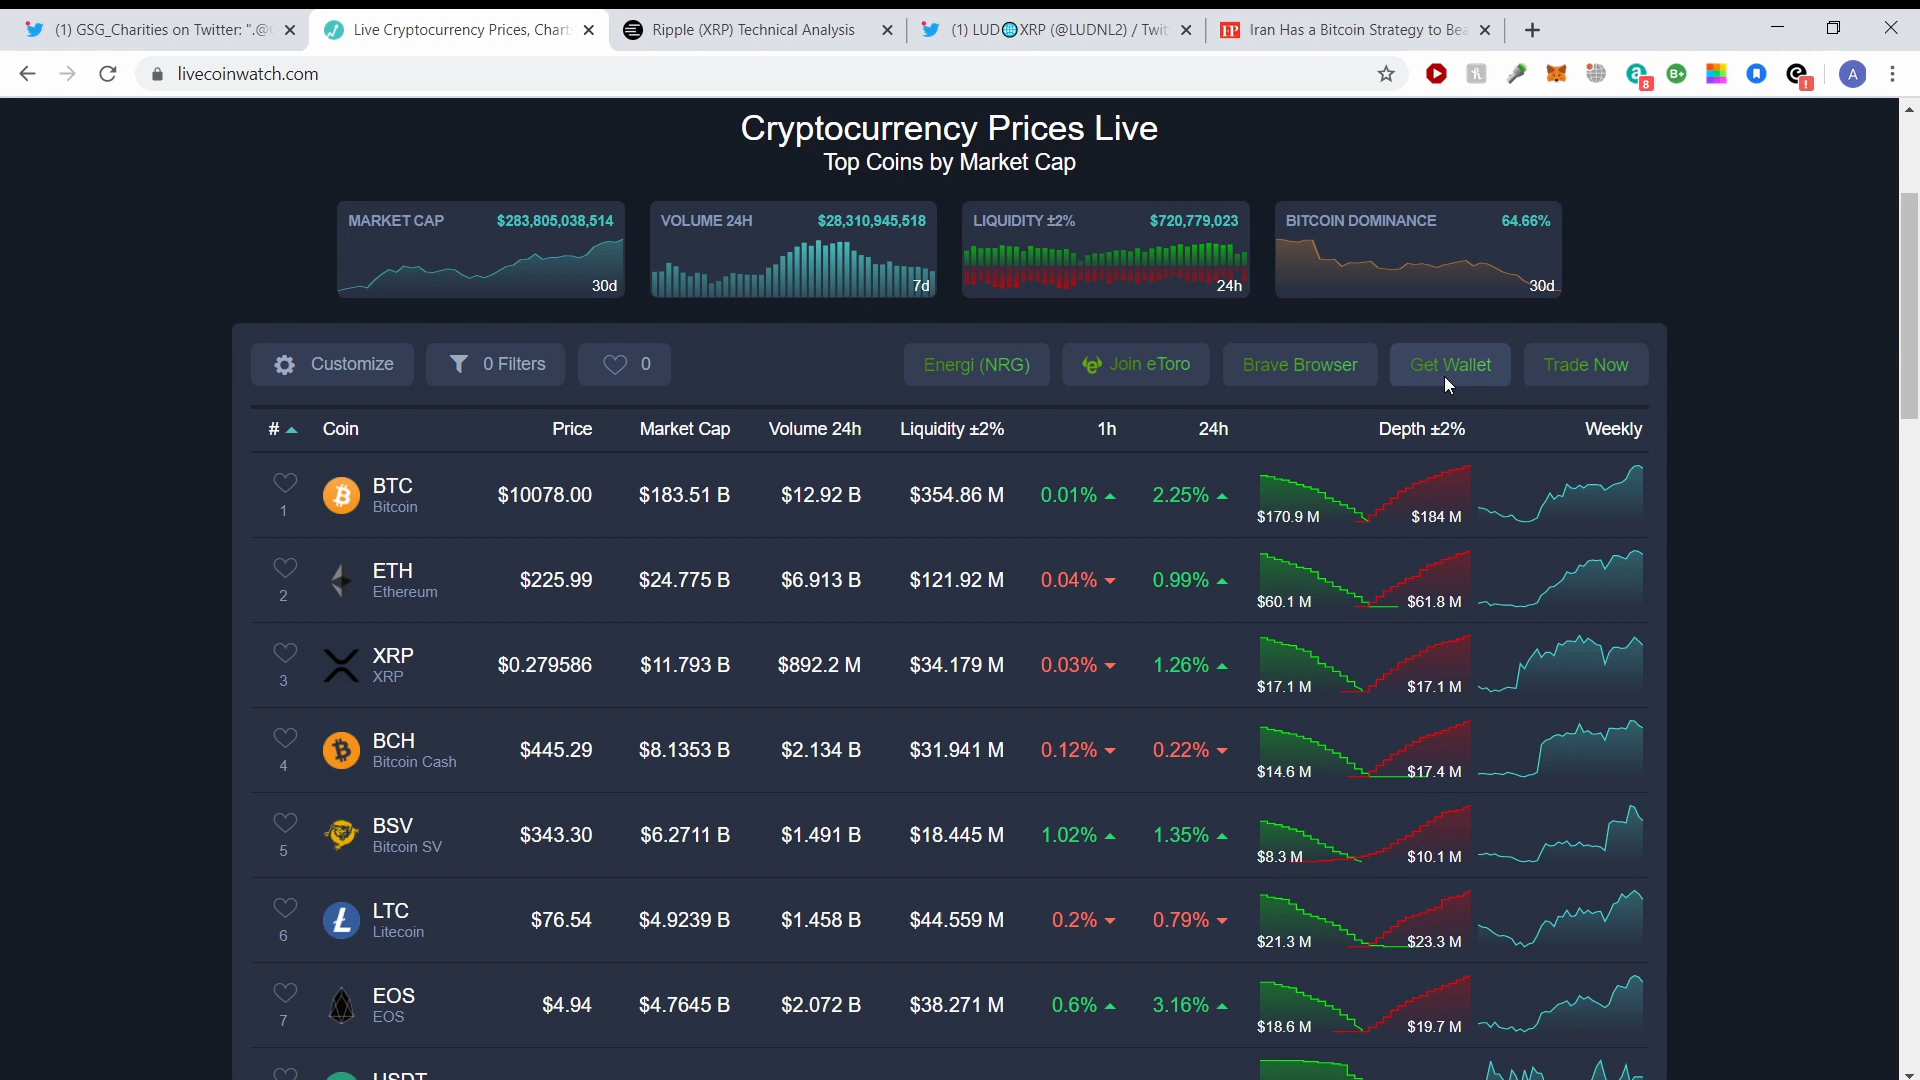 (1) GSG_Charities on Twitter: ".@
Live Cryptocurrency Prices, Chart
Ripple (XRP) Technical Analysis
(1) LUD🌐XRP (@LUDNL2) / Twit
EP Iran Has a Bitcoin Strategy to Bea
livecoinwatch.com
8
B+
!
A
Cryptocurrency Prices Live
Top Coins by Market Cap
MARKET CAP $283,805,038,514
30d
VOLUME 24H $28,310,945,518
7d
LIQUIDITY ±2% $720,779,023
24h
BITCOIN DOMINANCE 64.66%
30d
Customize 0 Filters 0 Energi (NRG) Join eToro Brave Browser Get Wallet Trade Now
# Coin Price Market Cap Volume 24h Liquidity ±2% 1h 24h Depth ±2% Weekly
1 BTC Bitcoin $10078.00 $183.51 B $12.92 B $354.86 M 0.01% 2.25% $170.9 M $184 M
2 ETH Ethereum $225.99 $24.775 B $6.913 B $121.92 M 0.04% 0.99% $60.1 M $61.8 M
3 XRP XRP $0.279586 $11.793 B $892.2 M $34.179 M 0.03% 1.26% $17.1 M $17.1 M
4 BCH Bitcoin Cash $445.29 $8.1353 B $2.134 B $31.941 M 0.12% 0.22% $14.6 M $17.4 M
5 BSV Bitcoin SV $343.30 $6.2711 B $1.491 B $18.445 M 1.02% 1.35% $8.3 M $10.1 M
6 LTC Litecoin $76.54 $4.9239 B $1.458 B $44.559 M 0.2% 0.79% $21.3 M $23.3 M
7 EOS EOS $4.94 $4.7645 B $2.072 B $38.271 M 0.6% 3.16% $18.6 M $19.7 M
USDT